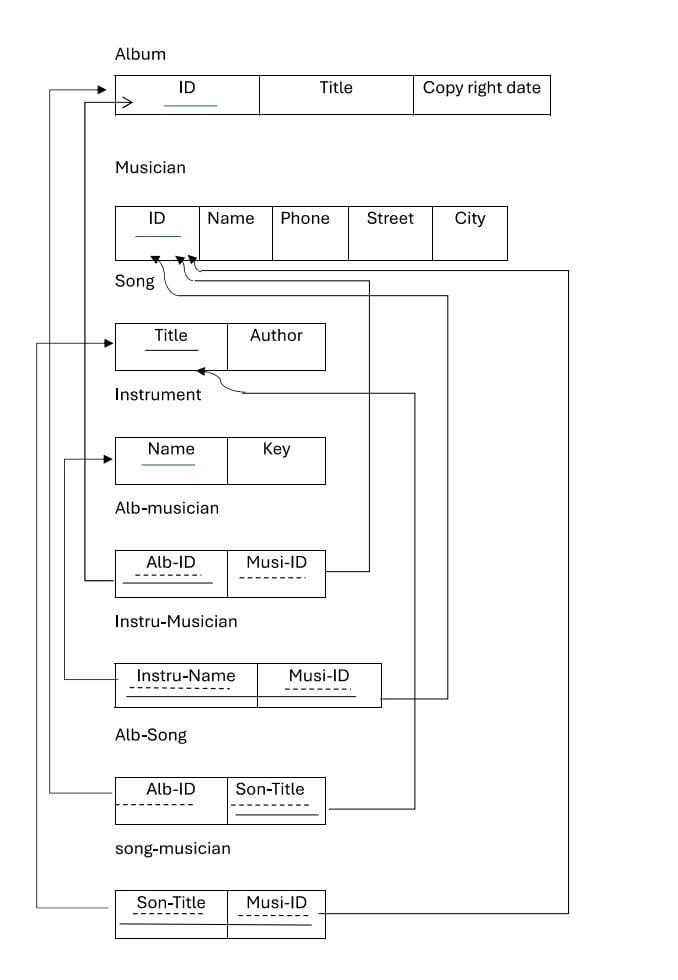 Album
ID Title Copy right date
Musician
ID Name Phone Street City
Song
Title Author
Instrument
Name Key
Alb-musician
Alb-ID Musi-ID
Instru-Musician
Instru-Name Musi-ID
Alb-Song
Alb-ID Son-Title
song-musician
Son-Title Musi-ID